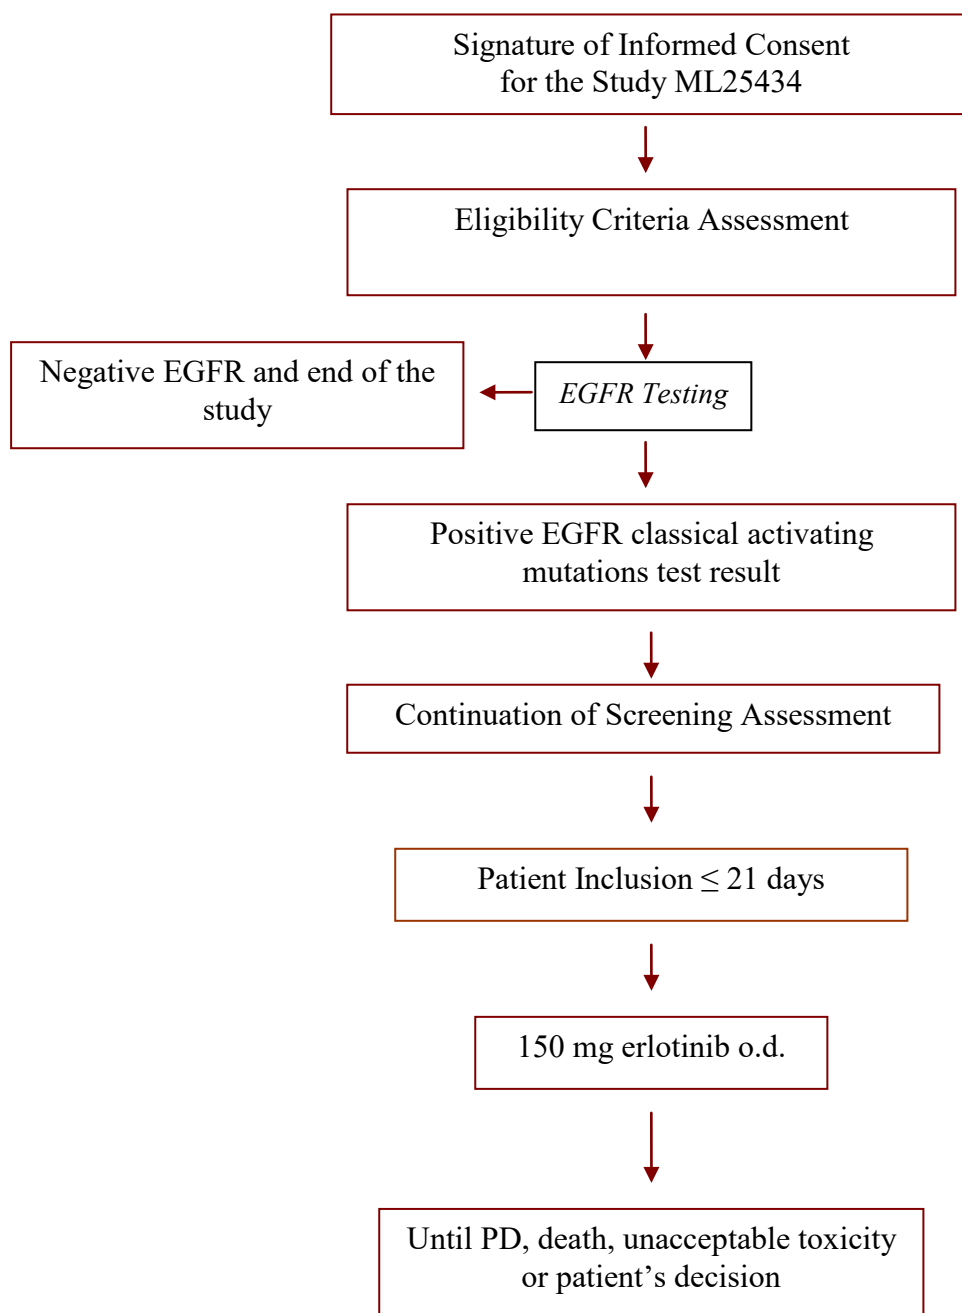 Signature of Informed Consent
for the Study ML25434
Eligibility Criteria Assessment
Negative EGFR and end of the
study
EGFR Testing
Positive EGFR classical activating
mutations test result
Continuation of Screening Assessment
Patient Inclusion ≤ 21 days
150 mg erlotinib o.d.
Until PD, death, unacceptable toxicity
or patient’s decision